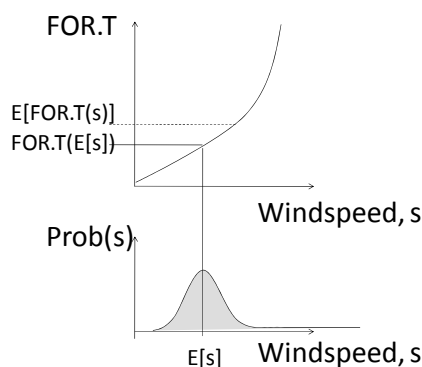 FOR.T
E[FOR.T(s)]
FOR.T(E[s])
Windspeed, s
Prob(s)
E[s]
Windspeed, s